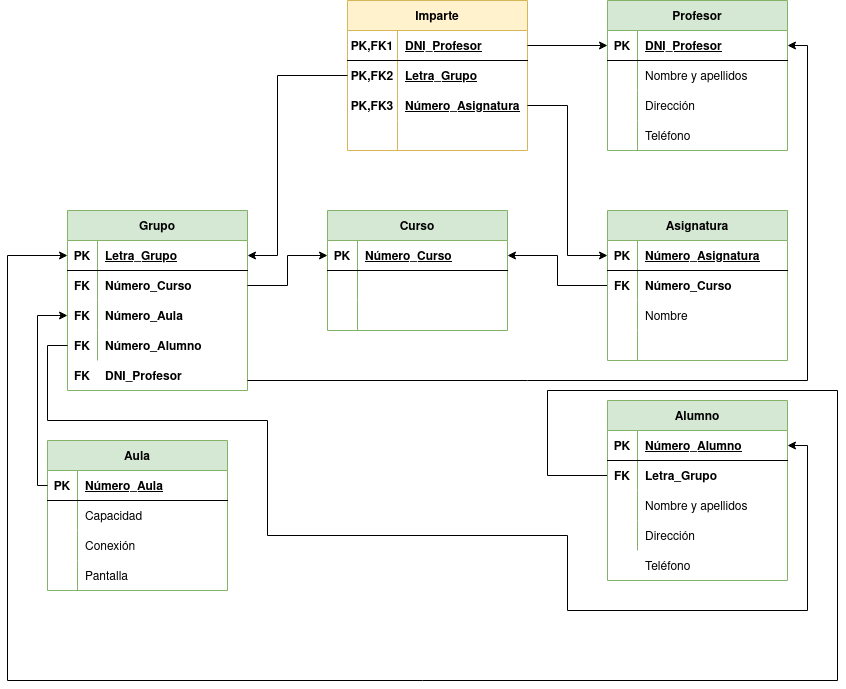 Imparte
PK,FK1 DNI_Profesor
PK,FK2 Letra_Grupo
PK,FK3 Número_Asignatura
Profesor
PK DNI_Profesor
Nombre y apellidos
Dirección
Teléfono
Grupo
PK Letra_Grupo
FK Número_Curso
FK Número_Aula
FK Número_Alumno
FK DNI_Profesor
Curso
PK Número_Curso
Asignatura
PK Número_Asignatura
FK Número_Curso
Nombre
Aula
PK Número_Aula
Capacidad
Conexión
Pantalla
Alumno
PK Número_Alumno
FK Letra_Grupo
Nombre y apellidos
Dirección
Teléfono